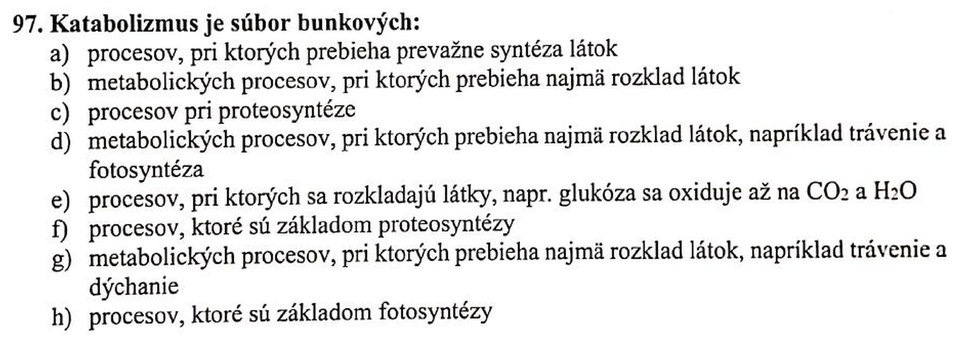 97. Katabolizmus je súbor bunkových:
a) procesov, pri ktorých prebieha prevažne syntéza látok
b) metabolických procesov, pri ktorých prebieha najmä rozklad látok
c) procesov pri proteosyntéze
d) metabolických procesov, pri ktorých prebieha najmä rozklad látok, napríklad trávenie a
fotosyntéza
e) procesov, pri ktorých sa rozkladajú látky, napr. glukóza sa oxiduje až na CO₂ a H₂O
f) procesov, ktoré sú základom proteosyntézy
g) metabolických procesov, pri ktorých prebieha najmä rozklad látok, napríklad trávenie a
dýchanie
h) procesov, ktoré sú základom fotosyntézy